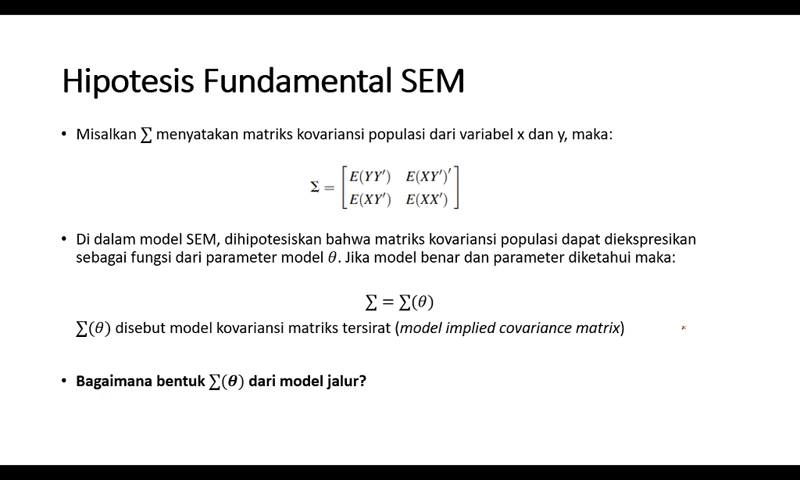 Hipotesis Fundamental SEM
• Misalkan ∑ menyatakan matriks kovariansi populasi dari variabel x dan y, maka:
Σ = [E(YY′) E(XY′)′
E(XY′) E(XX′)]
• Di dalam model SEM, dihipotesiskan bahwa matriks kovariansi populasi dapat diekspresikan
sebagai fungsi dari parameter model θ. Jika model benar dan parameter diketahui maka:
∑ = ∑(θ)
∑(θ) disebut model kovariansi matriks tersirat (model implied covariance matrix)
• Bagaimana bentuk ∑(θ) dari model jalur?